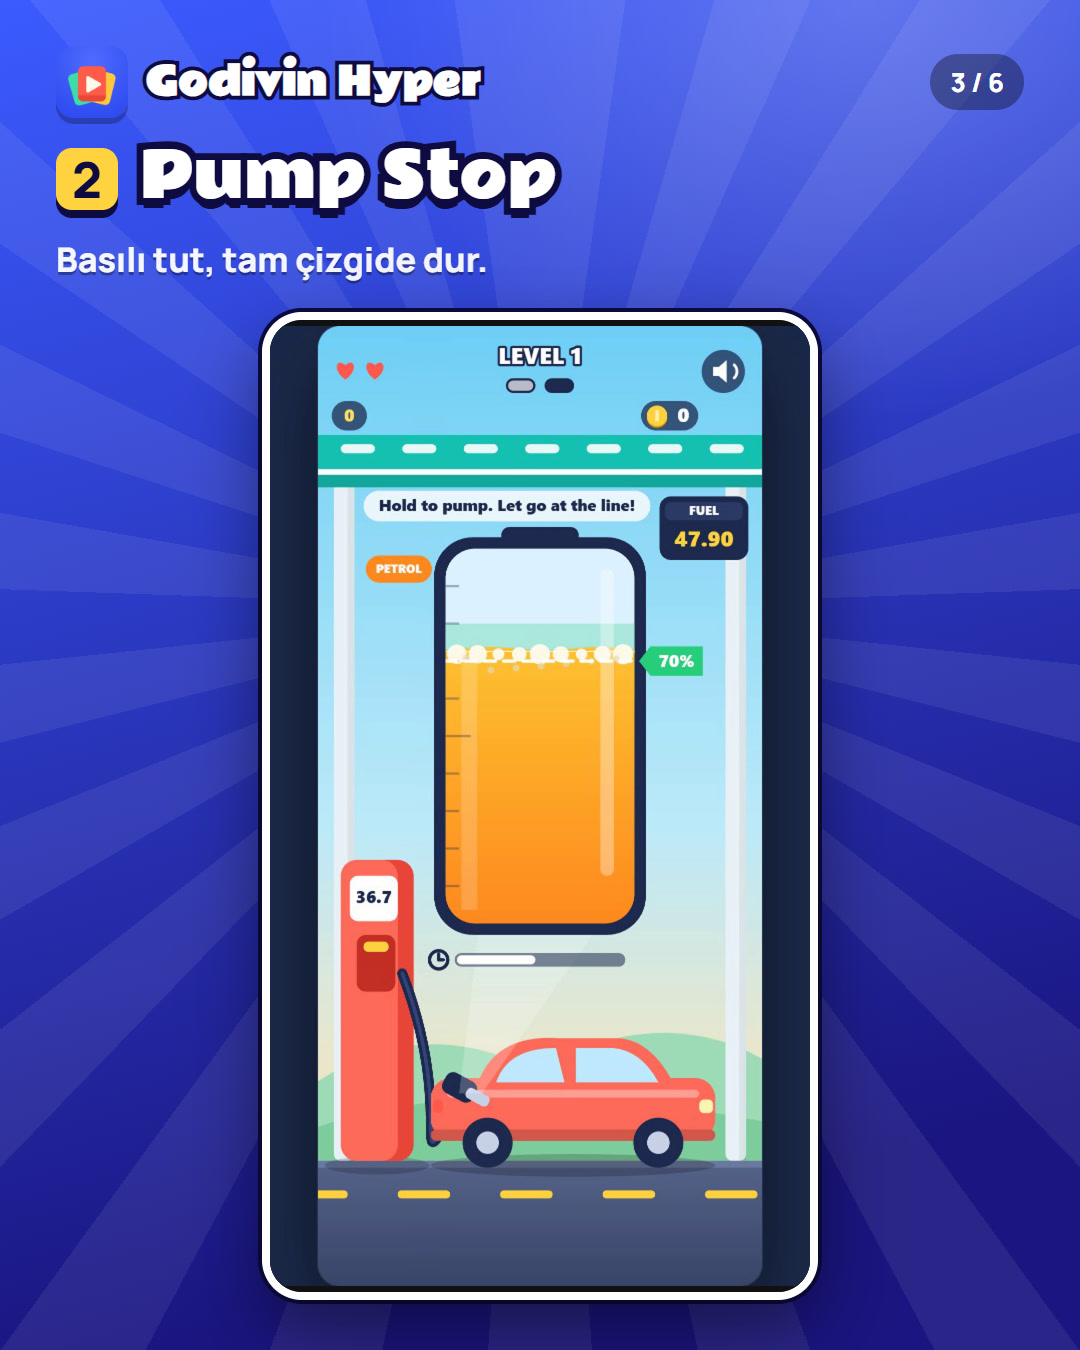 Godivin Hyper
3 / 6
2 Pump Stop
Basılı tut, tam çizgide dur.
LEVEL 1
0
0
Hold to pump. Let go at the line!
FUEL
47.90
PETROL
70%
36.7